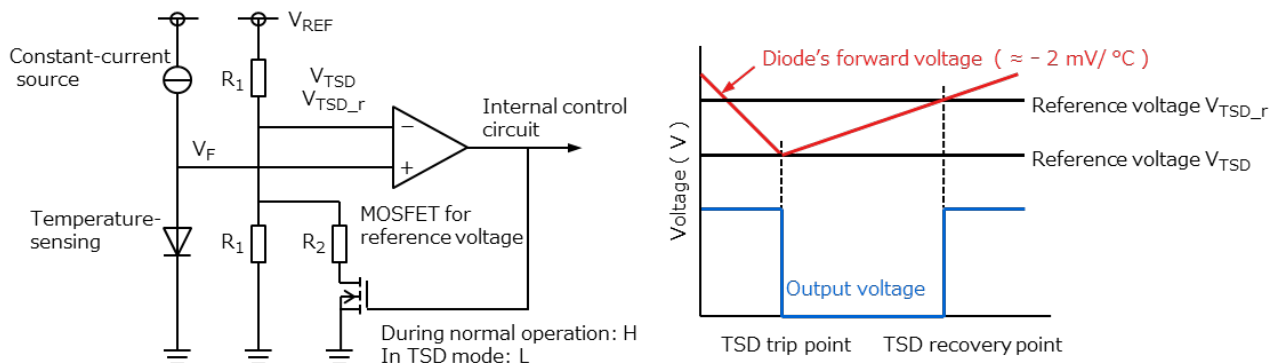 V_REF
Constant-current
source
R₁
V_TSD
V_TSD_r
Internal control
circuit
−
+
V_F
Temperature-
sensing
MOSFET for
reference voltage
R₁
R₂
During normal operation: H
In TSD mode: L
Diode’s forward voltage ( ≈ − 2 mV/ °C )
Reference voltage V_TSD_r
Reference voltage V_TSD
Voltage ( V )
Output voltage
TSD trip point
TSD recovery point